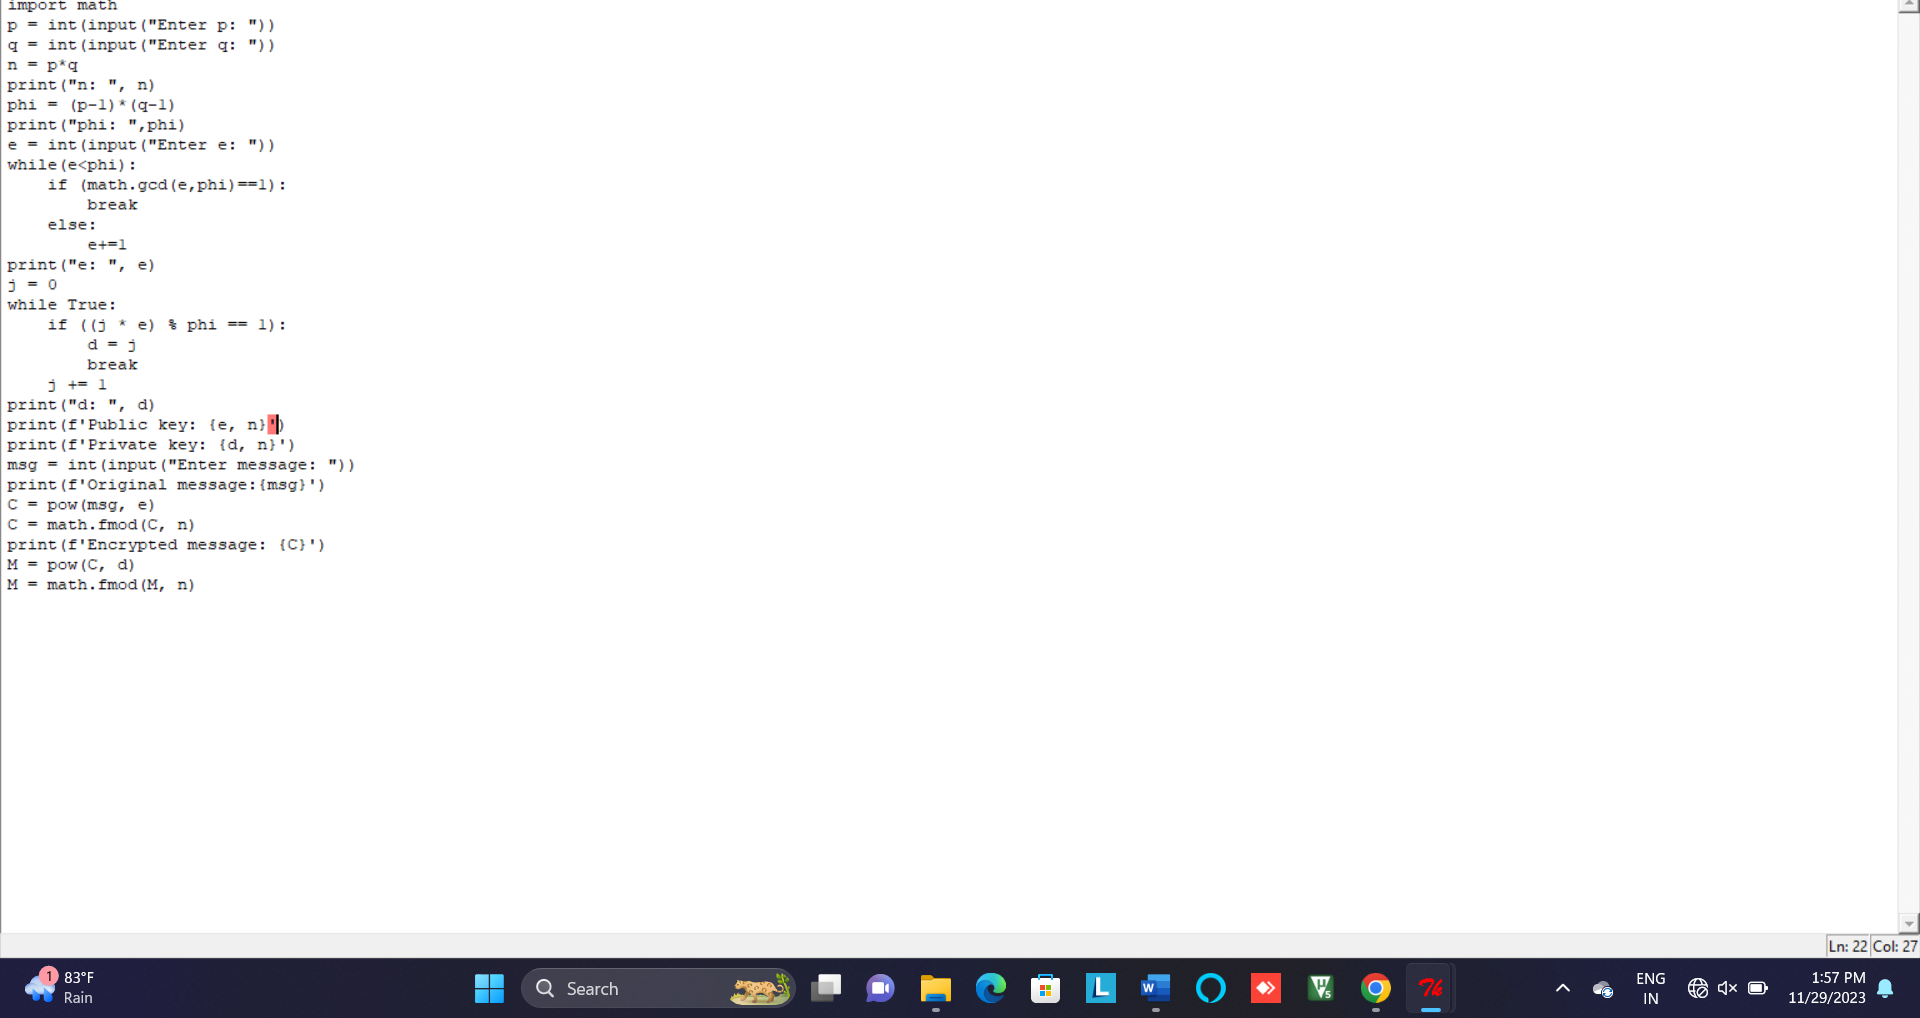 import math
p = int(input("Enter p: "))
q = int(input("Enter q: "))
n = p*q
print("n: ", n)
phi = (p-1)*(q-1)
print("phi: ",phi)
e = int(input("Enter e: "))
while(e<phi):
    if (math.gcd(e,phi)==1):
        break
    else:
        e+=1
print("e: ", e)
j = 0
while True:
    if ((j * e) % phi == 1):
        d = j
        break
    j += 1
print("d: ", d)
print(f'Public key: {e, n}')
print(f'Private key: {d, n}')
msg = int(input("Enter message: "))
print(f'Original message:{msg}')
C = pow(msg, e)
C = math.fmod(C, n)
print(f'Encrypted message: {C}')
M = pow(C, d)
M = math.fmod(M, n)
Ln: 22 Col: 27
1
83°F
Rain
Search
L
W
5
7k
ENG
IN
1:57 PM
11/29/2023